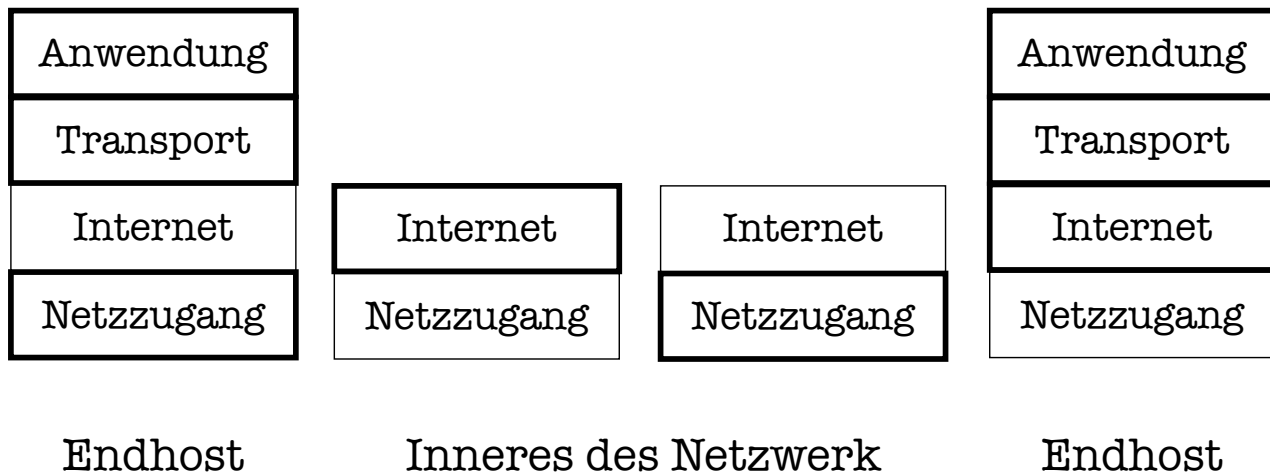 Anwendung
Anwendung
Transport
Transport
Internet
Internet
Internet
Internet
Netzzugang
Netzzugang
Netzzugang
Netzzugang
Endhost
Inneres des Netzwerk
Endhost